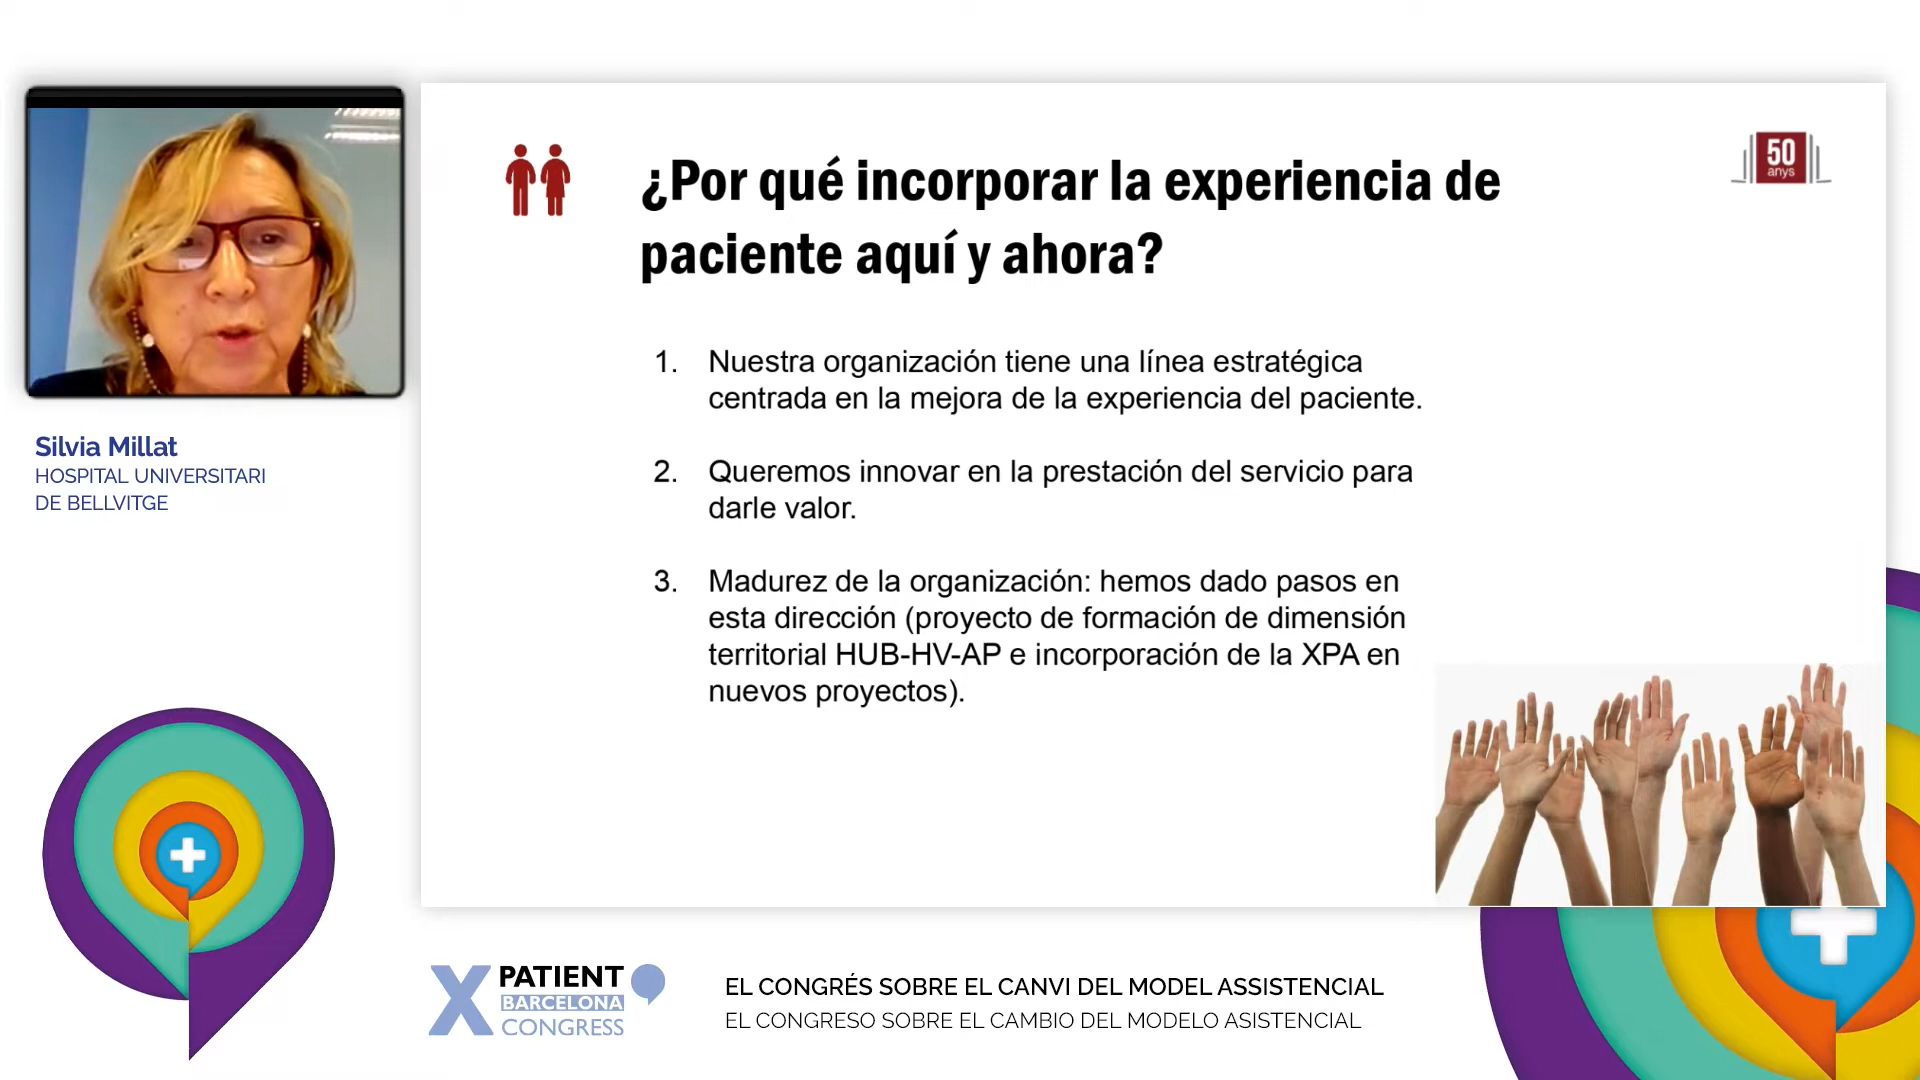 ¿Por qué incorporar la experiencia de
paciente aquí y ahora?
50
anys
1. Nuestra organización tiene una línea estratégica
centrada en la mejora de la experiencia del paciente.
2. Queremos innovar en la prestación del servicio para
darle valor.
3. Madurez de la organización: hemos dado pasos en
esta dirección (proyecto de formación de dimensión
territorial HUB-HV-AP e incorporación de la XPA en
nuevos proyectos).
Silvia Millat
HOSPITAL UNIVERSITARI
DE BELLVITGE
X PATIENT
BARCELONA
CONGRESS
EL CONGRÉS SOBRE EL CANVI DEL MODEL ASSISTENCIAL
EL CONGRESO SOBRE EL CAMBIO DEL MODELO ASISTENCIAL